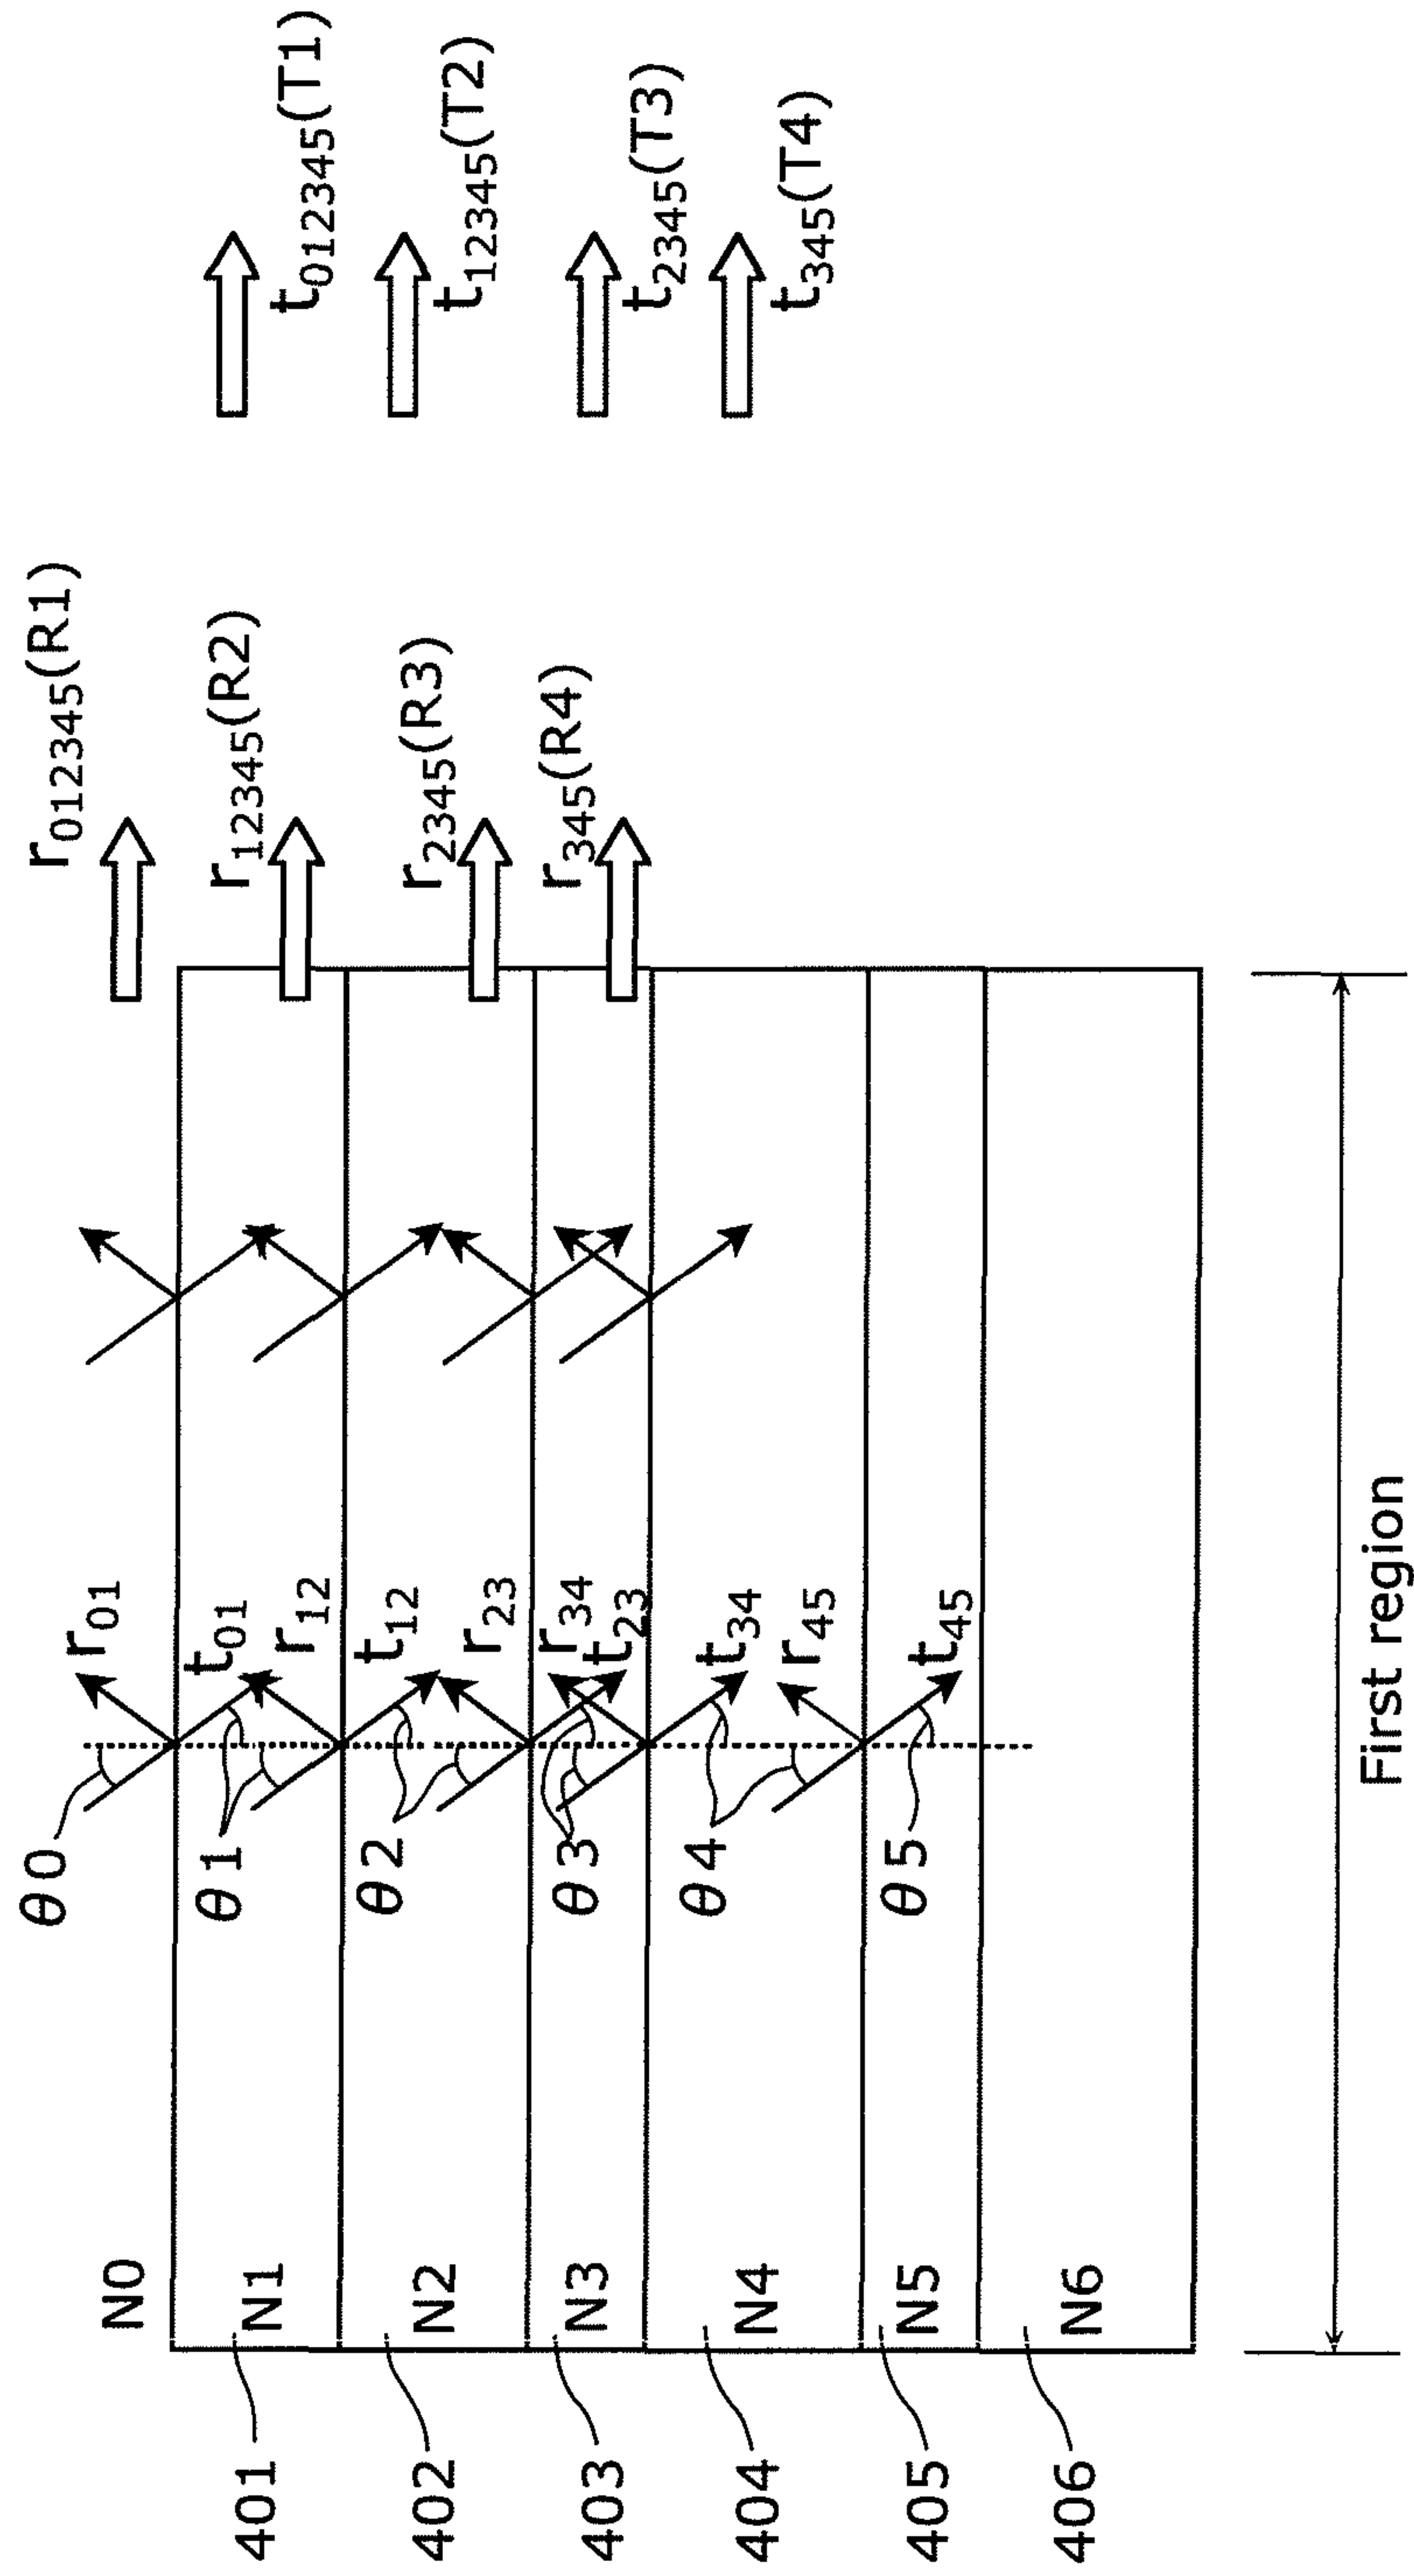 r012345(R1)
t012345(T1)
r12345(R2)
t12345(T2)
r2345(R3)
t2345(T3)
r345(R4)
t345(T4)
N0
θ0
r01
401
N1
θ1
t01
r12
402
N2
θ2
t12
r23
403
N3
θ3
r34
t23
404
N4
θ4
t34
r45
405
N5
θ5
t45
406
N6
First region